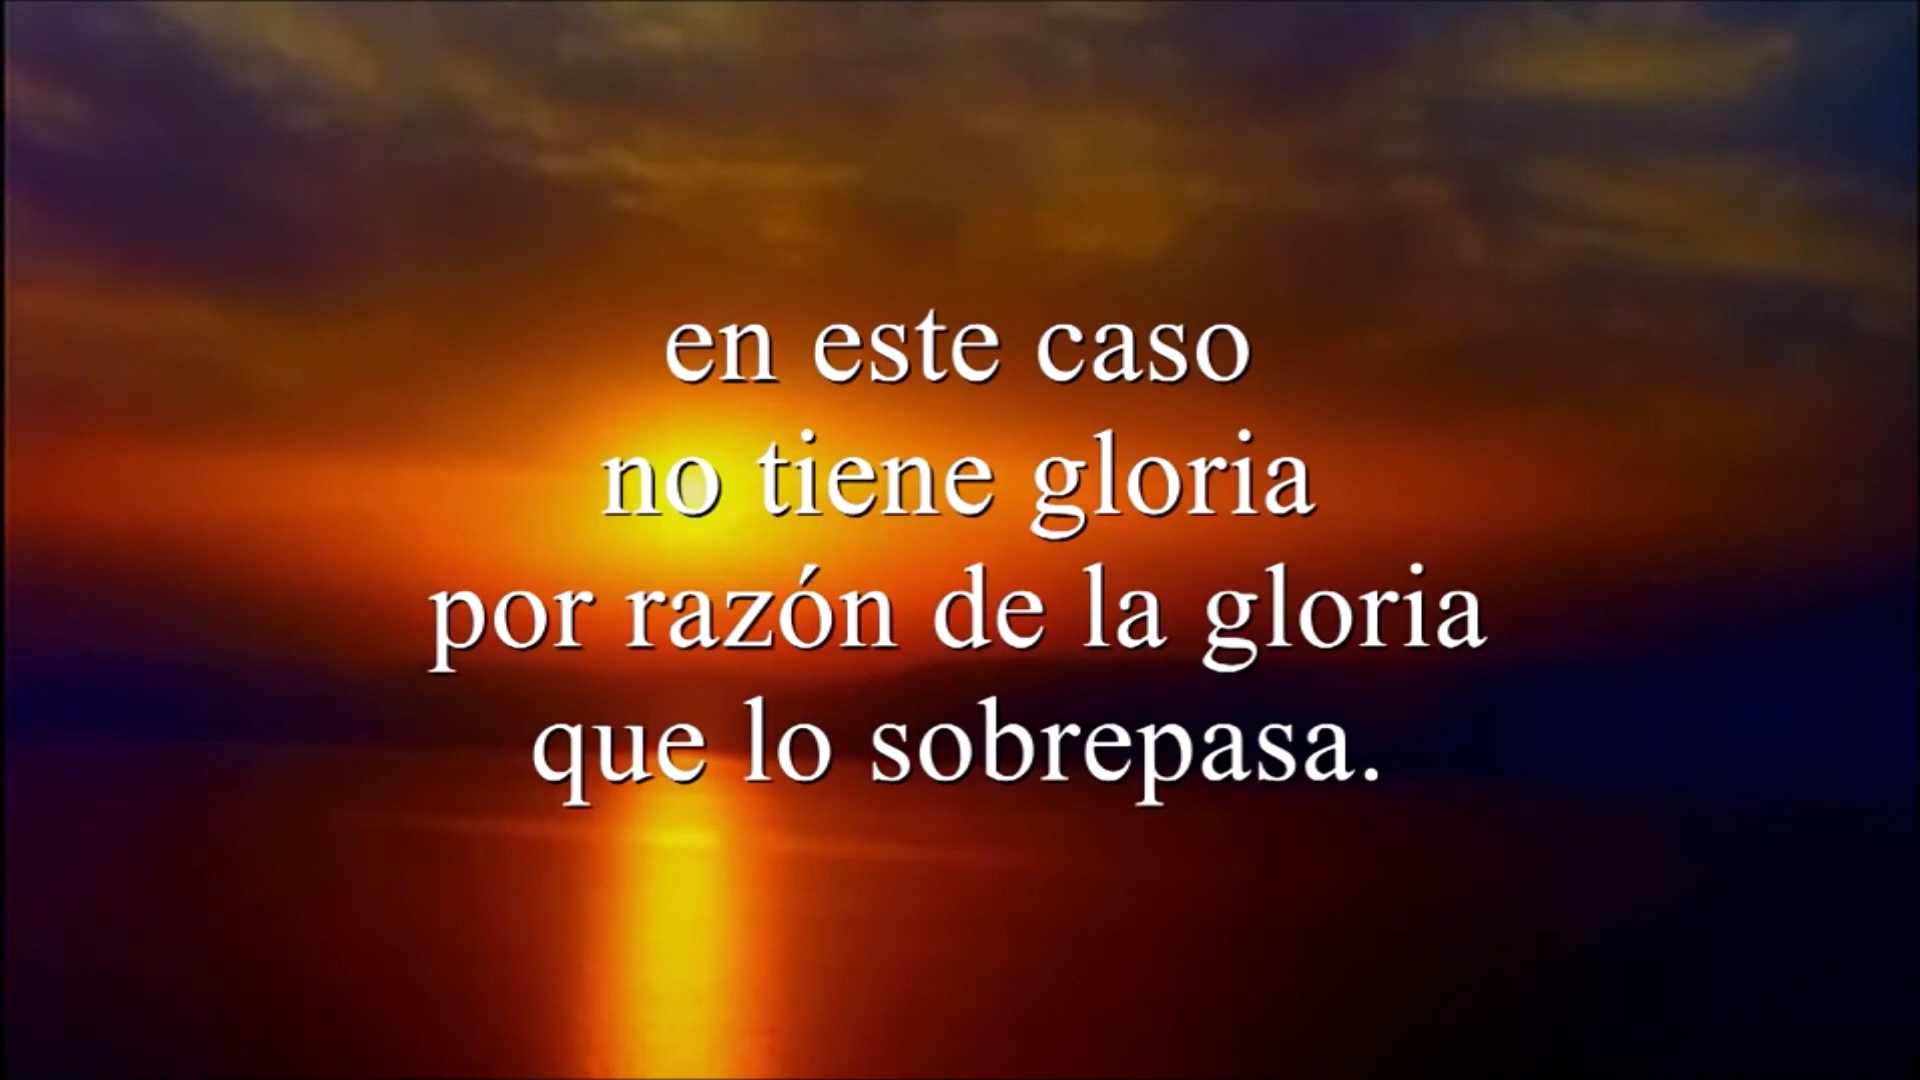 en este caso
no tiene gloria
por razón de la gloria
que lo sobrepasa.